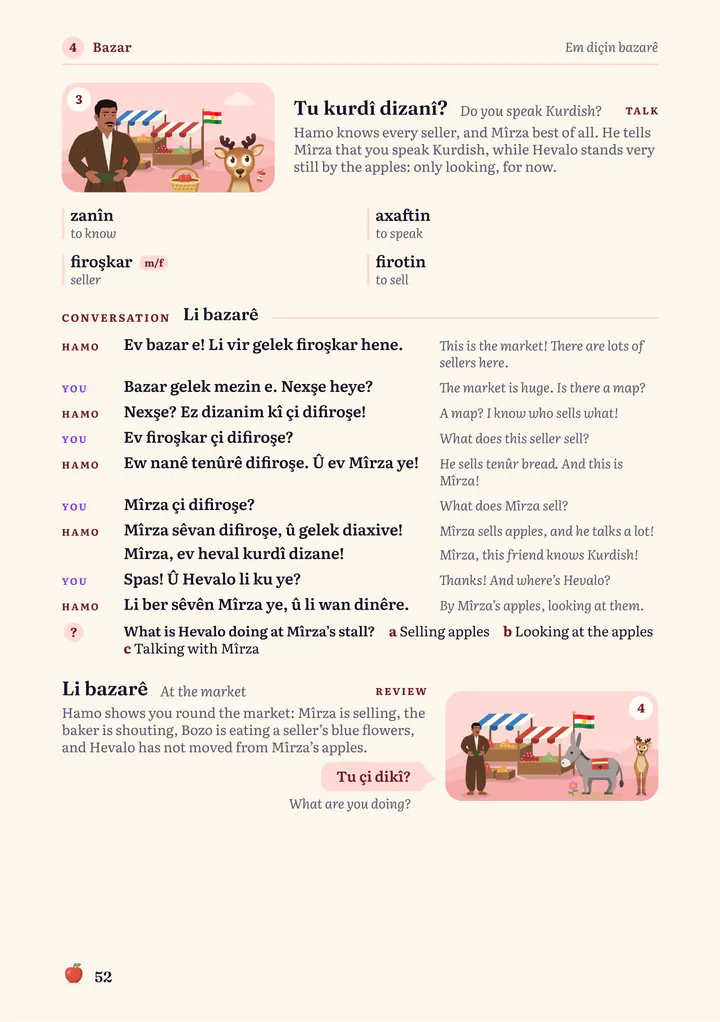 4 Bazar
Em diçin bazarê
3
Tu kurdî dizanî? Do you speak Kurdish? TALK
Hamo knows every seller, and Mîrza best of all. He tells
Mîrza that you speak Kurdish, while Hevalo stands very
still by the apples: only looking, for now.
zanîn
to know
axaftin
to speak
firoşkar m/f
seller
firotin
to sell
CONVERSATION Li bazarê
HAMO Ev bazar e! Li vir gelek firoşkar hene. This is the market! There are lots of
sellers here.
YOU Bazar gelek mezin e. Nexşe heye? The market is huge. Is there a map?
HAMO Nexşe? Ez dizanim kî çi difiroşe! A map? I know who sells what!
YOU Ev firoşkar çi difiroşe? What does this seller sell?
HAMO Ew nanê tenûrê difiroşe. Û ev Mîrza ye! He sells tenûr bread. And this is
Mîrza!
YOU Mîrza çi difiroşe? What does Mîrza sell?
HAMO Mîrza sêvan difiroşe, û gelek diaxive! Mîrza sells apples, and he talks a lot!
Mîrza, ev heval kurdî dizane! Mîrza, this friend knows Kurdish!
YOU Spas! Û Hevalo li ku ye? Thanks! And where’s Hevalo?
HAMO Li ber sêvên Mîrza ye, û li wan dinêre. By Mîrza’s apples, looking at them.
? What is Hevalo doing at Mîrza’s stall? a Selling apples b Looking at the apples
c Talking with Mîrza
Li bazarê At the market REVIEW
Hamo shows you round the market: Mîrza is selling, the
baker is shouting, Bozo is eating a seller’s blue flowers,
and Hevalo has not moved from Mîrza’s apples.
Tu çi dikî?
What are you doing?
4
52